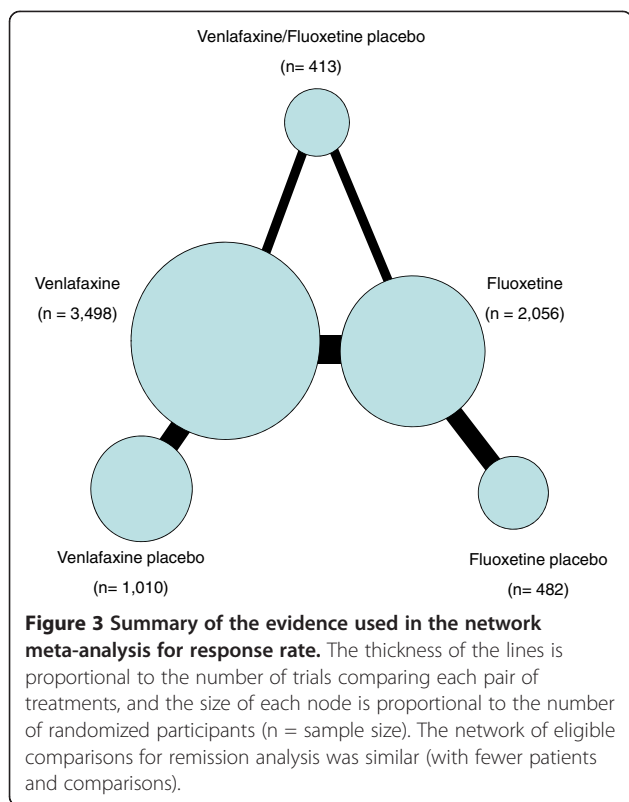 Venlafaxine/Fluoxetine placebo
(n= 413)
Venlafaxine
(n = 3,498)
Fluoxetine
(n = 2,056)
Venlafaxine placebo
(n= 1,010)
Fluoxetine placebo
(n= 482)
Figure 3 Summary of the evidence used in the network
meta-analysis for response rate. The thickness of the lines is
proportional to the number of trials comparing each pair of
treatments, and the size of each node is proportional to the number
of randomized participants (n = sample size). The network of eligible
comparisons for remission analysis was similar (with fewer patients
and comparisons).